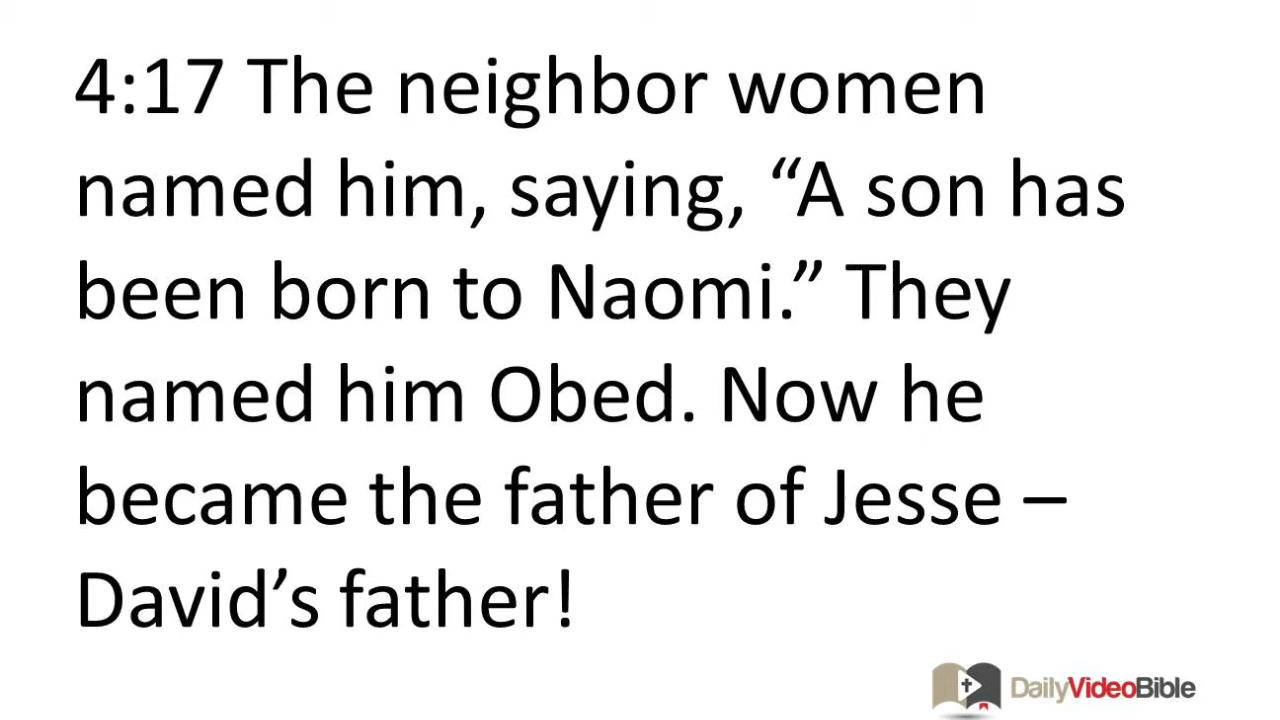 4:17 The neighbor women
named him, saying, “A son has
been born to Naomi.” They
named him Obed. Now he
became the father of Jesse –
David’s father!
DailyVideoBible